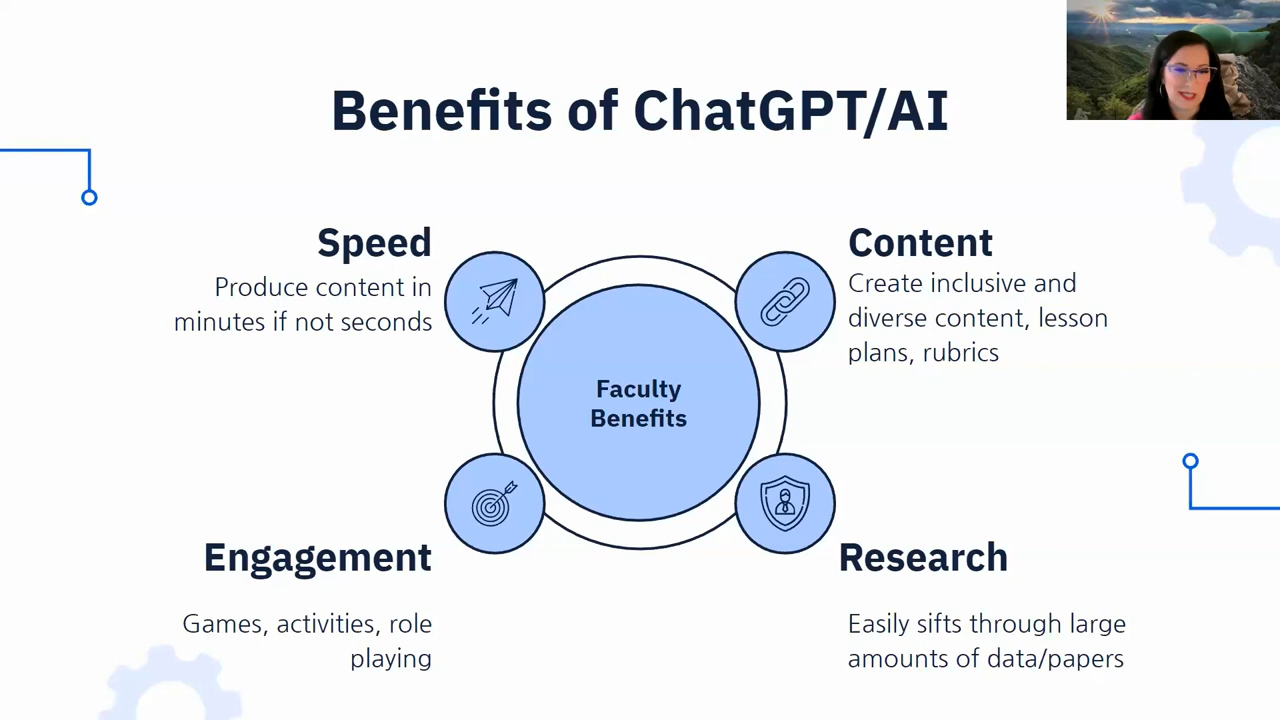 Benefits of ChatGPT/AI
Speed
Produce content in
minutes if not seconds
Content
Create inclusive and
diverse content, lesson
plans, rubrics
Faculty
Benefits
Engagement
Games, activities, role
playing
Research
Easily sifts through large
amounts of data/papers